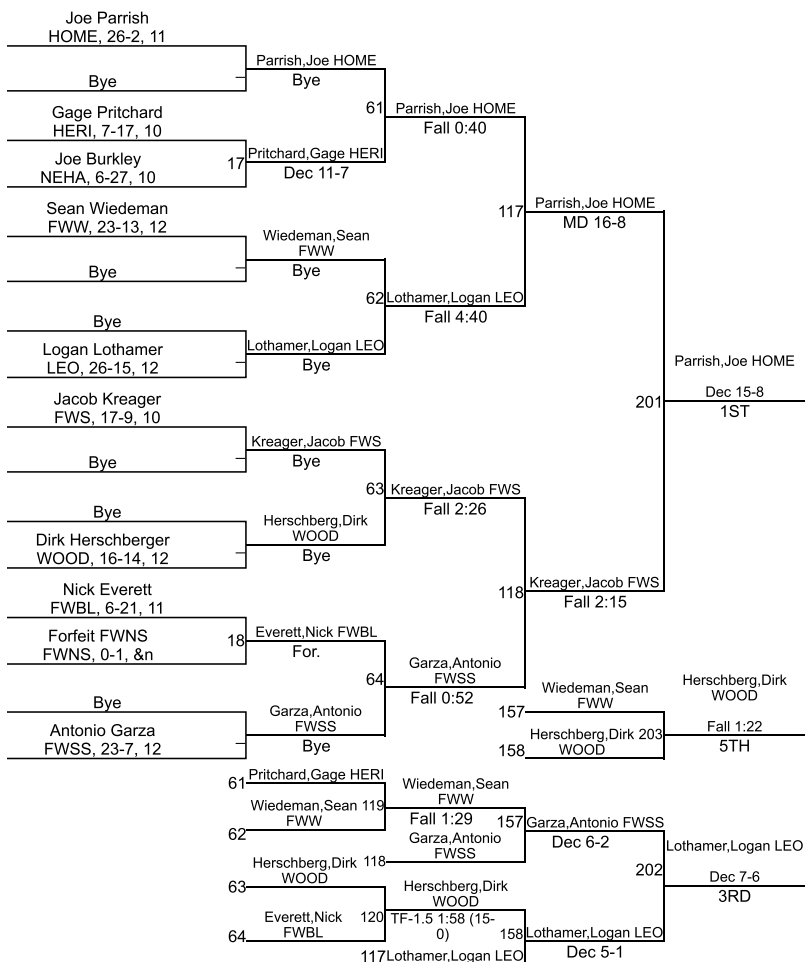 Joe Parrish
HOME, 26-2, 11
Bye
Parrish,Joe HOME
Bye
Gage Pritchard
HERI, 7-17, 10
Joe Burkley
NEHA, 6-27, 10
17
Pritchard,Gage HERI
Dec 11-7
61
Parrish,Joe HOME
Fall 0:40
Sean Wiedeman
FWW, 23-13, 12
Bye
Wiedeman,Sean
FWW
Bye
Bye
Logan Lothamer
LEO, 26-15, 12
Lothamer,Logan LEO
Bye
62
Lothamer,Logan LEO
Fall 4:40
117
Parrish,Joe HOME
MD 16-8
Jacob Kreager
FWS, 17-9, 10
Bye
Kreager,Jacob FWS
Bye
Bye
Dirk Herschberger
WOOD, 16-14, 12
Herschberg,Dirk
WOOD
Bye
63
Kreager,Jacob FWS
Fall 2:26
Nick Everett
FWBL, 6-21, 11
Forfeit FWNS
FWNS, 0-1, &n
18
Everett,Nick FWBL
For.
Bye
Antonio Garza
FWSS, 23-7, 12
Garza,Antonio
FWSS
Bye
64
Garza,Antonio
FWSS
Fall 0:52
118
Kreager,Jacob FWS
Fall 2:15
201
Parrish,Joe HOME
Dec 15-8
1ST
157
Wiedeman,Sean
FWW
158
Herschberg,Dirk
WOOD
203
Herschberg,Dirk
WOOD
Fall 1:22
5TH
61
Pritchard,Gage HERI
62
Wiedeman,Sean
FWW
119
Wiedeman,Sean
FWW
Fall 1:29
118
Garza,Antonio
FWSS
157
Garza,Antonio FWSS
Dec 6-2
63
Herschberg,Dirk
WOOD
64
Everett,Nick
FWBL
120
Herschberg,Dirk
WOOD
TF-1.5 1:58 (15-
0)
117
Lothamer,Logan LEO
158
Lothamer,Logan LEO
Dec 5-1
202
Lothamer,Logan LEO
Dec 7-6
3RD